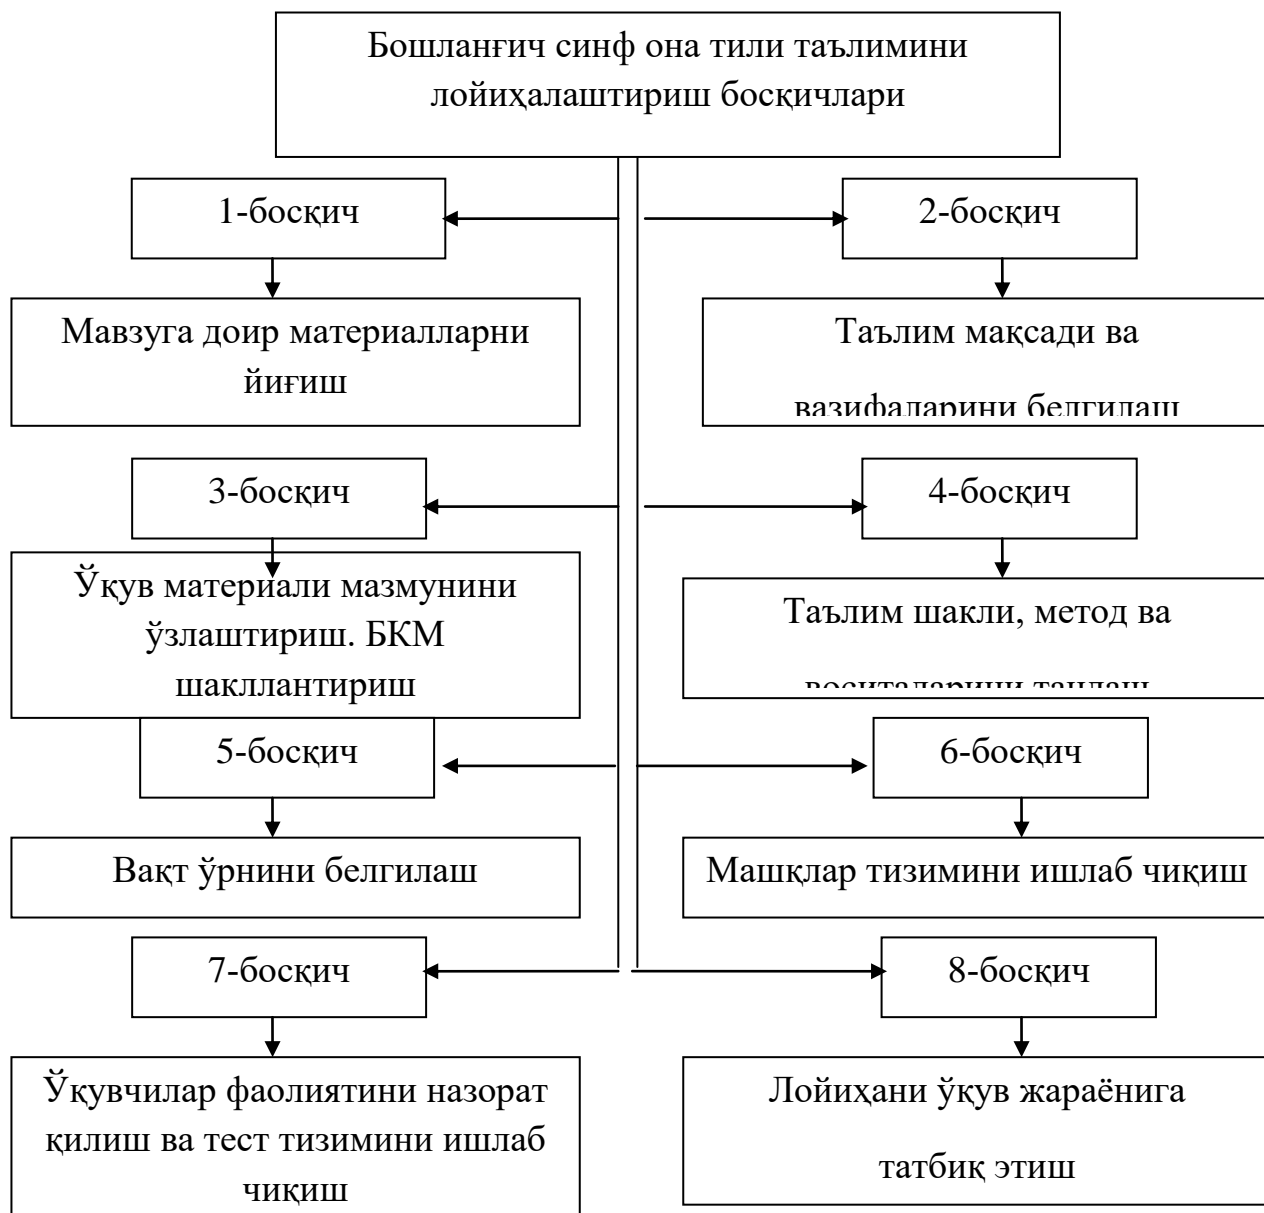 Бошланғич синф она тили таълимини
лойиҳалаштириш босқичлари
1-босқич
2-босқич
Мавзуга доир материалларни
йиғиш
Таълим мақсади ва
вазифаларини белгилаш
3-босқич
4-босқич
Ўқув материали мазмунини
ўзлаштириш. БКМ
шакллантириш
Таълим шакли, метод ва
воситаларини танлаш
5-босқич
6-босқич
Вақт ўрнини белгилаш
Машқлар тизимини ишлаб чиқиш
7-босқич
8-босқич
Ўқувчилар фаолиятини назорат
қилиш ва тест тизимини ишлаб
чиқиш
Лойиҳани ўқув жараёнига
татбиқ этиш